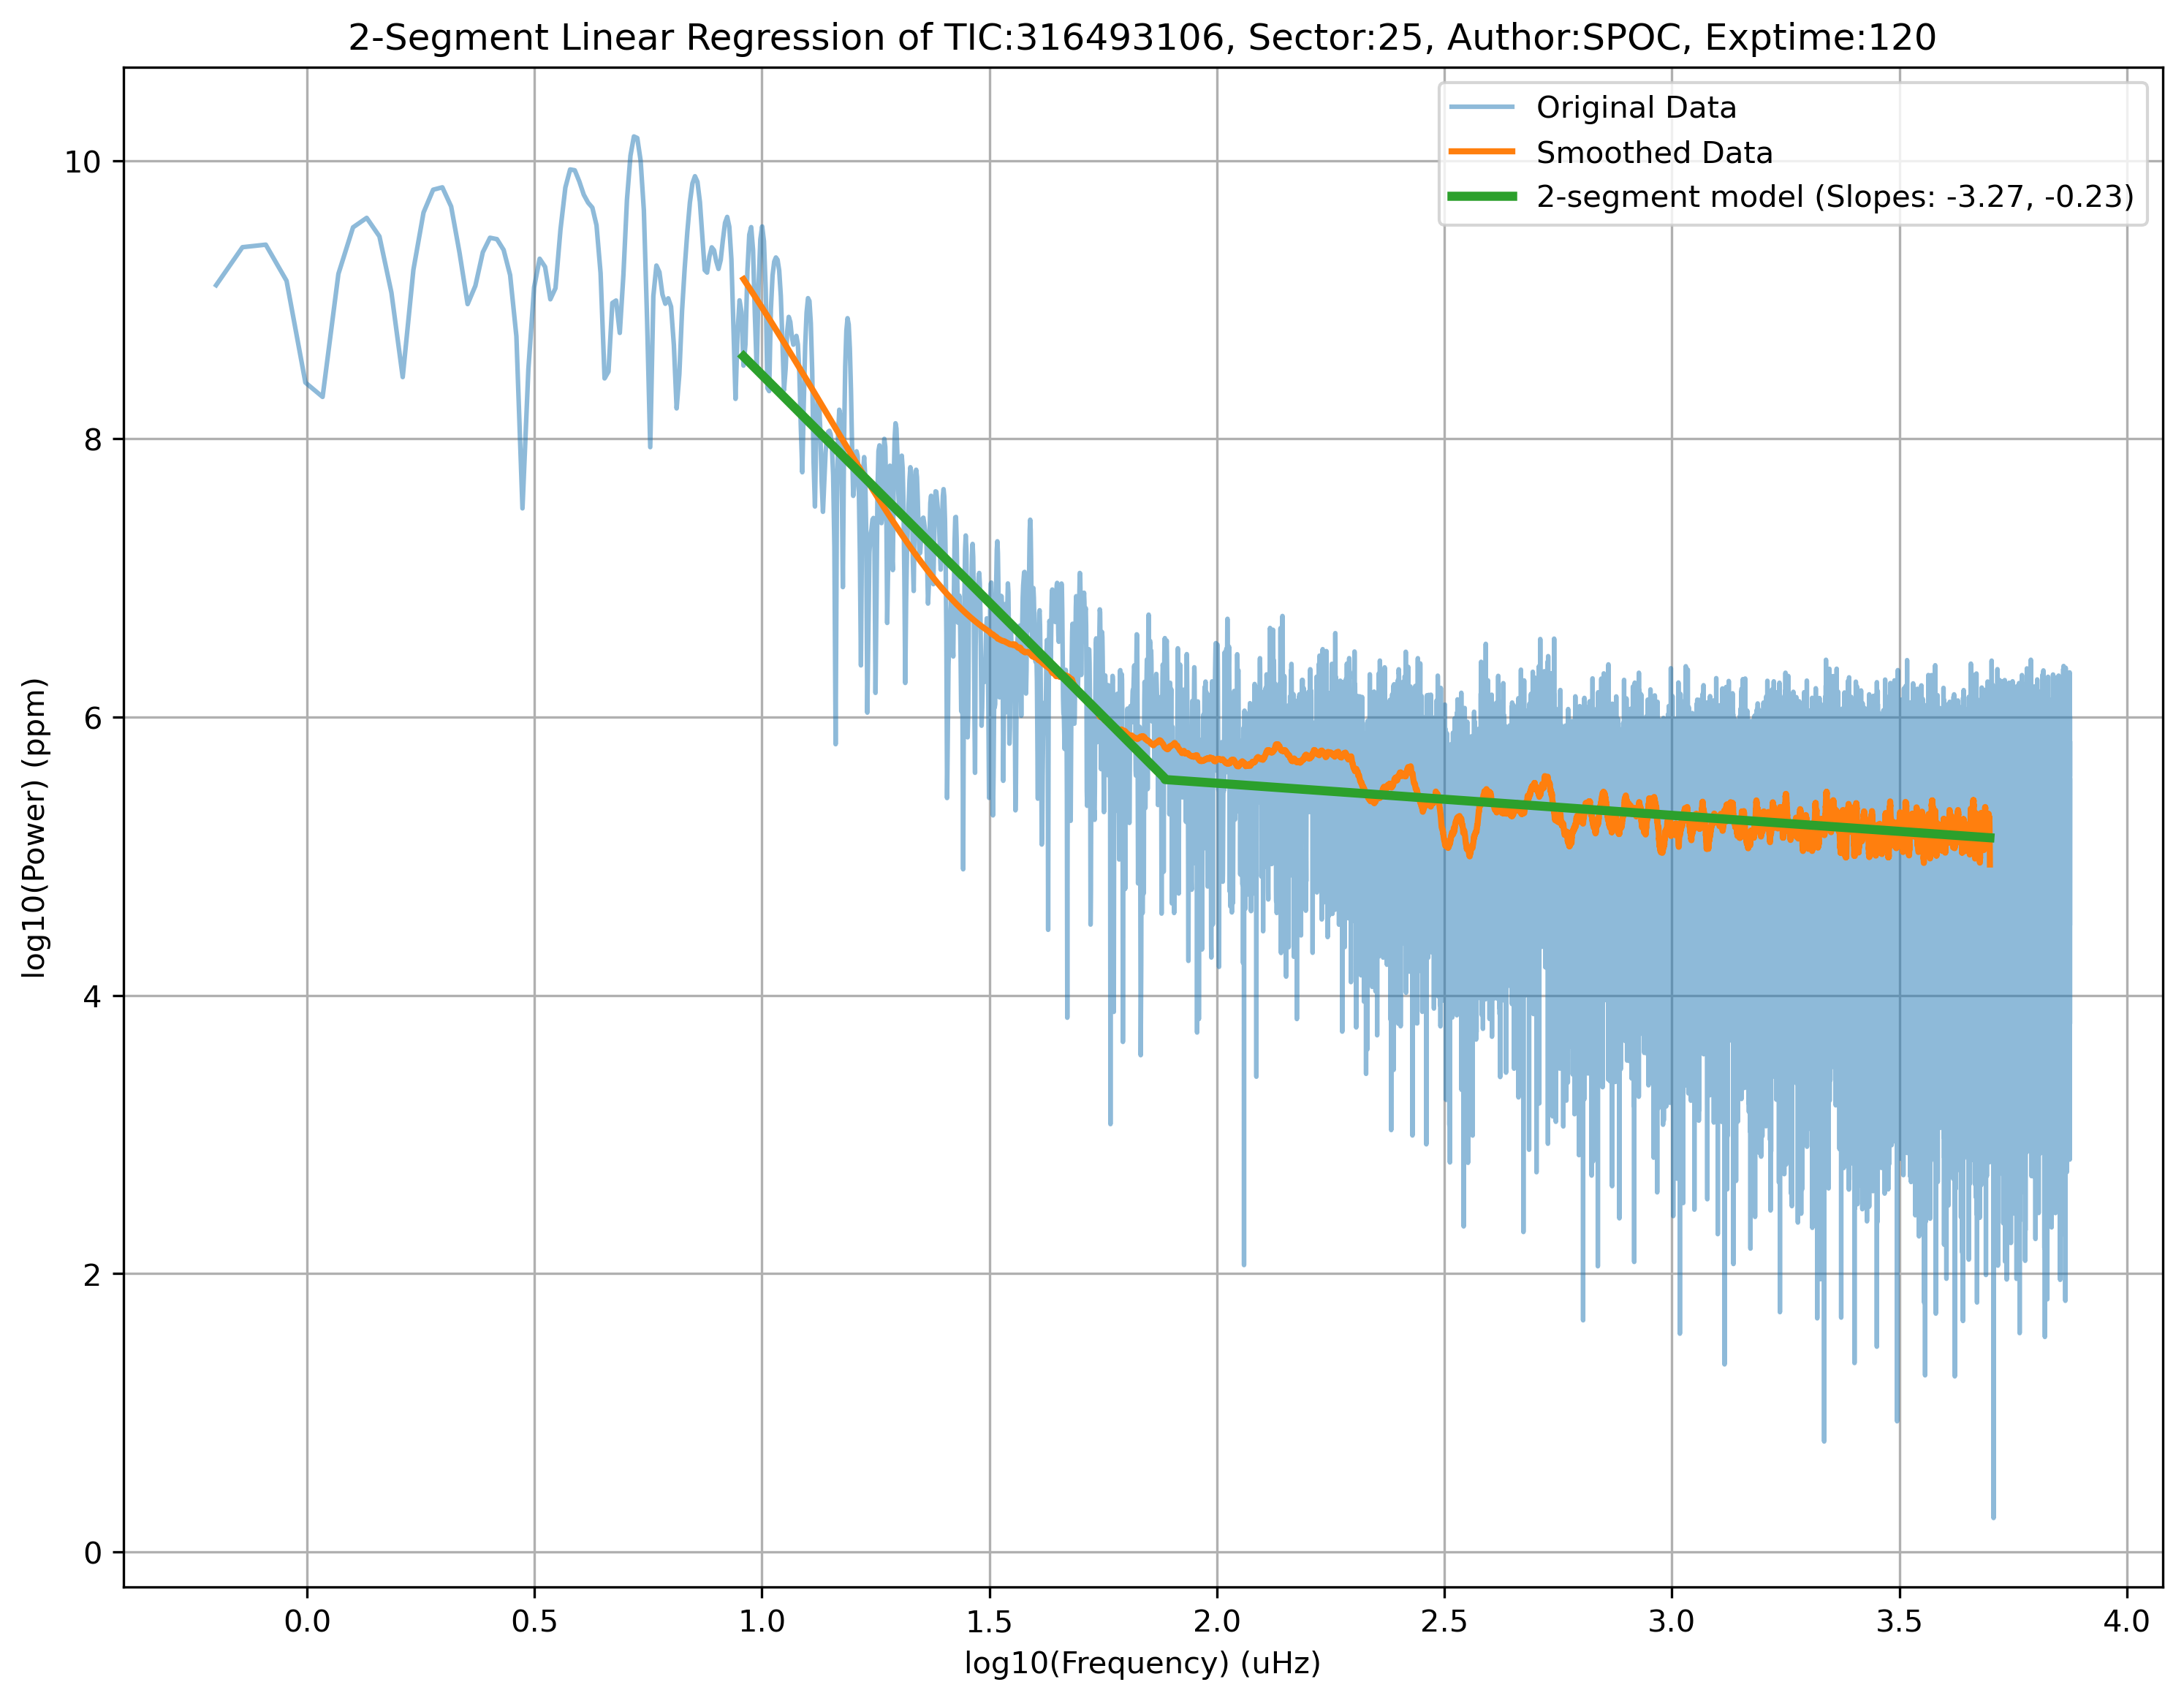 2-Segment Linear Regression of TIC:316493106, Sector:25, Author:SPOC, Exptime:120
Original Data
Smoothed Data
2-segment model (Slopes: -3.27, -0.23)
log10(Power) (ppm)
10
8
6
4
2
0
0.0 0.5 1.0 1.5 2.0 2.5 3.0 3.5 4.0
log10(Frequency) (uHz)